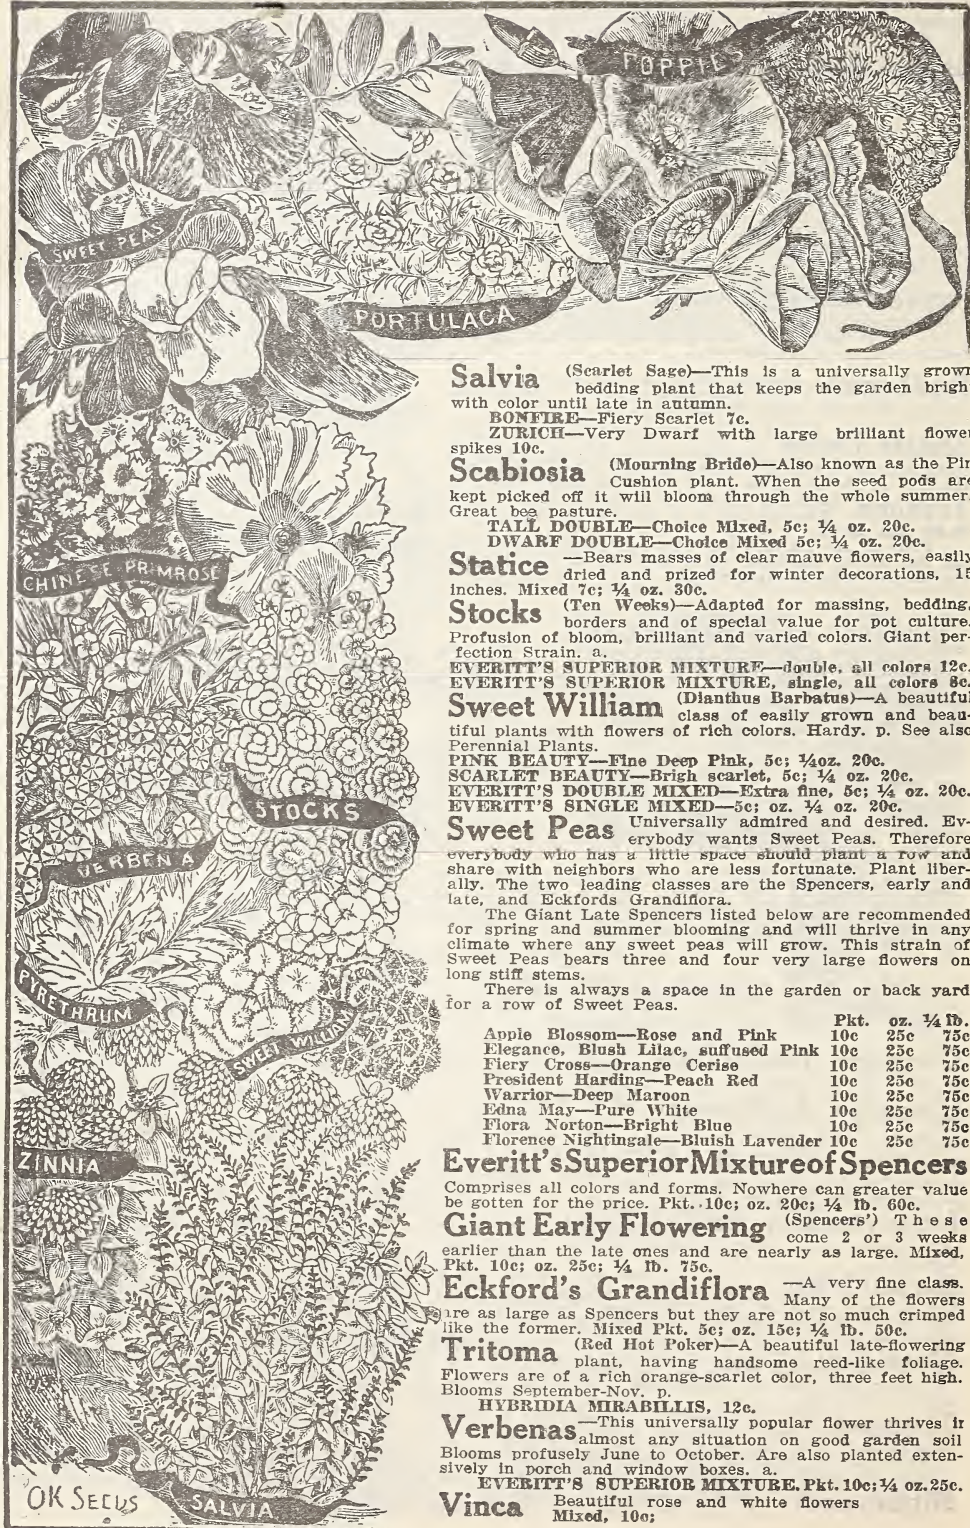 POPPIES
SWEET PEAS
PORTULACA
CHINESE PRIMROSE
STOCKS
VERBENA
PYRETHRUM
SWEET WILLIAM
ZINNIA
OK SEEDS
SALVIA
Salvia (Scarlet Sage)—This is a universally grown
bedding plant that keeps the garden brigh
with color until late in autumn.
BONFIRE—Fiery Scarlet 7c.
ZURICH—Very Dwarf with large brilliant flower
spikes 10c.
Scabiosia (Mourning Bride)—Also known as the Pin
Cushion plant. When the seed pods are
kept picked off it will bloom through the whole summer.
Great bee pasture.
TALL DOUBLE—Choice Mixed, 5c; ¼ oz. 20c.
DWARF DOUBLE—Choice Mixed 5c; ¼ oz. 20c.
Statice —Bears masses of clear mauve flowers, easily
dried and prized for winter decorations, 15
inches. Mixed 7c; ¼ oz. 30c.
Stocks (Ten Weeks)—Adapted for massing, bedding,
borders and of special value for pot culture.
Profusion of bloom, brilliant and varied colors. Giant per-
fection Strain. a.
EVERITT'S SUPERIOR MIXTURE—double, all colors 12c.
EVERITT'S SUPERIOR MIXTURE, single, all colors 8c.
Sweet William (Dianthus Barbatus)—A beautiful
class of easily grown and beau-
tiful plants with flowers of rich colors. Hardy. p. See also
Perennial Plants.
PINK BEAUTY—Fine Deep Pink, 5c; ¼oz. 20c.
SCARLET BEAUTY—Brigh scarlet, 5c; ¼ oz. 20c.
EVERITT'S DOUBLE MIXED—Extra fine, 5c; ¼ oz. 20c.
EVERITT'S SINGLE MIXED—5c; oz. ¼ oz. 20c.
Sweet Peas Universally admired and desired. Ev-
erybody wants Sweet Peas. Therefore
everybody who has a little space should plant a row and
share with neighbors who are less fortunate. Plant liber-
ally. The two leading classes are the Spencers, early and
late, and Eckfords Grandiflora.
The Giant Late Spencers listed below are recommended
for spring and summer blooming and will thrive in any
climate where any sweet peas will grow. This strain of
Sweet Peas bears three and four very large flowers on
long stiff stems.
There is always a space in the garden or back yard
for a row of Sweet Peas.
Pkt. oz. ¼ lb.
Apple Blossom—Rose and Pink 10c 25c 75c
Elegance, Blush Lilac, suffused Pink 10c 25c 75c
Fiery Cross—Orange Cerise 10c 25c 75c
President Harding—Peach Red 10c 25c 75c
Warrior—Deep Maroon 10c 25c 75c
Edna May—Pure White 10c 25c 75c
Flora Norton—Bright Blue 10c 25c 75c
Florence Nightingale—Bluish Lavender 10c 25c 75c
Everitt's Superior Mixture of Spencers
Comprises all colors and forms. Nowhere can greater value
be gotten for the price. Pkt. 10c; oz. 20c; ¼ lb. 60c.
Giant Early Flowering (Spencers') These
come 2 or 3 weeks
earlier than the late ones and are nearly as large. Mixed,
Pkt. 10c; oz. 25c; ¼ lb. 75c.
Eckford's Grandiflora —A very fine class.
Many of the flowers
are as large as Spencers but they are not so much crimped
like the former. Mixed Pkt. 5c; oz. 15c; ¼ lb. 50c.
Tritoma (Red Hot Poker)—A beautiful late-flowering
plant, having handsome reed-like foliage.
Flowers are of a rich orange-scarlet color, three feet high.
Blooms September-Nov. p.
HYBRIDIA MIRABILLIS, 12c.
Verbenas —This universally popular flower thrives in
almost any situation on good garden soil
Blooms profusely June to October. Are also planted exten-
sively in porch and window boxes. a.
EVERITT'S SUPERIOR MIXTURE. Pkt. 10c; ¼ oz. 25c.
Vinca Beautiful rose and white flowers
Mixed, 10c;